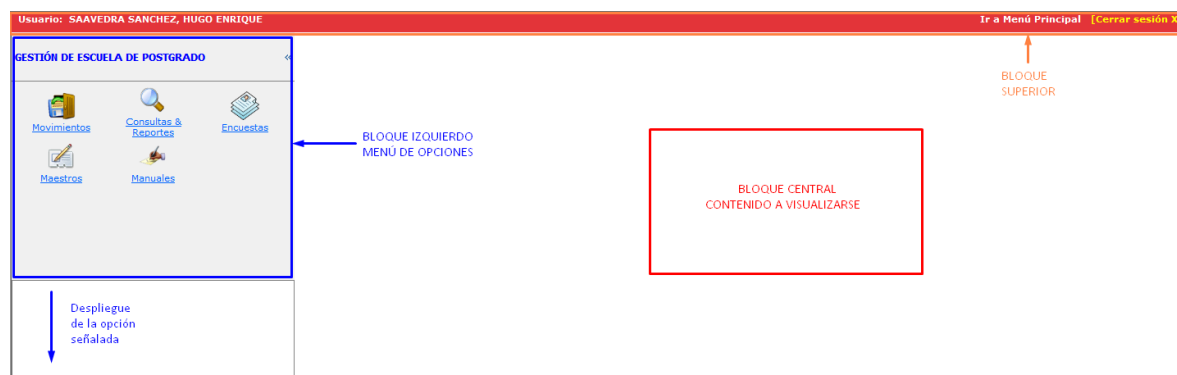 Usuario: SAAVEDRA SANCHEZ, HUGO ENRIQUE
Ir a Menú Principal [Cerrar sesión X
GESTIÓN DE ESCUELA DE POSTGRADO «
BLOQUE
SUPERIOR
Movimientos
Consultas &
Reportes
Encuestas
Maestros
Manuales
BLOQUE IZQUIERDO
MENÚ DE OPCIONES
BLOQUE CENTRAL
CONTENIDO A VISUALIZARSE
Despliegue
de la opción
señalada